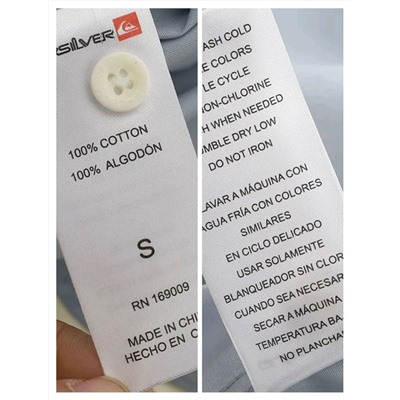 KSILVER
100% COTTON
100% ALGODÓN
S
RN 169009
MADE IN CHI
HECHO EN C
ASH COLD
E COLORS
LE CYCLE
NON-CHLORINE
H WHEN NEEDED
MBLE DRY LOW
DO NOT IRON
LAVAR A MÁQUINA CON
AGUA FRÍA CON COLORES
SIMILARES
EN CICLO DELICADO
USAR SOLAMENTE
BLANQUEADOR SIN CLOR
CUANDO SEA NECESAR
SECAR A MÁQUINA
TEMPERATURA BA
NO PLANCHA